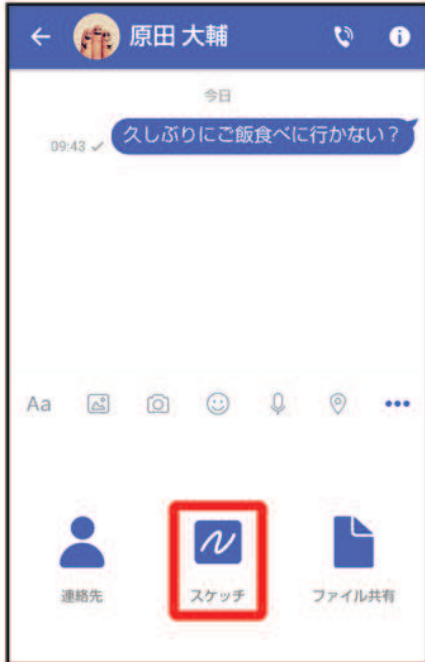 原田 大輔
今日
久しぶりにご飯食べに行かない？
09:43
Aa
連絡先
スケッチ
ファイル共有